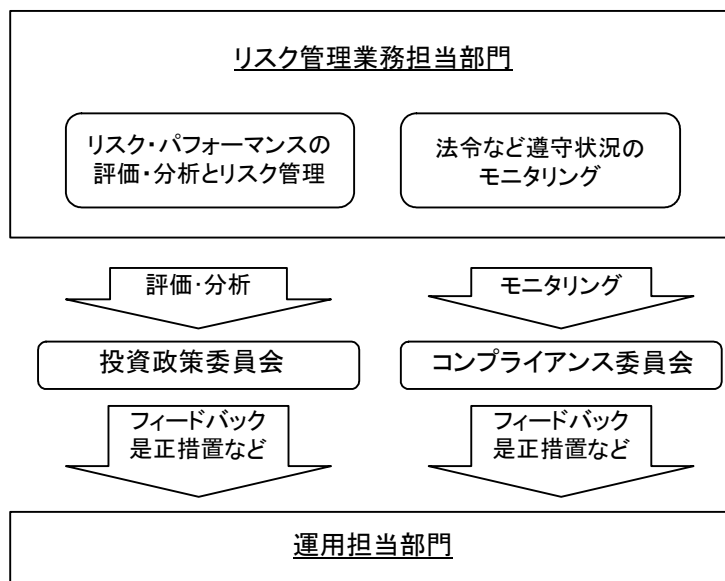 リスク管理業務担当部門
リスク・パフォーマンスの
評価・分析とリスク管理
法令など遵守状況の
モニタリング
評価・分析
モニタリング
投資政策委員会
コンプライアンス委員会
フィードバック
是正措置など
フィードバック
是正措置など
運用担当部門